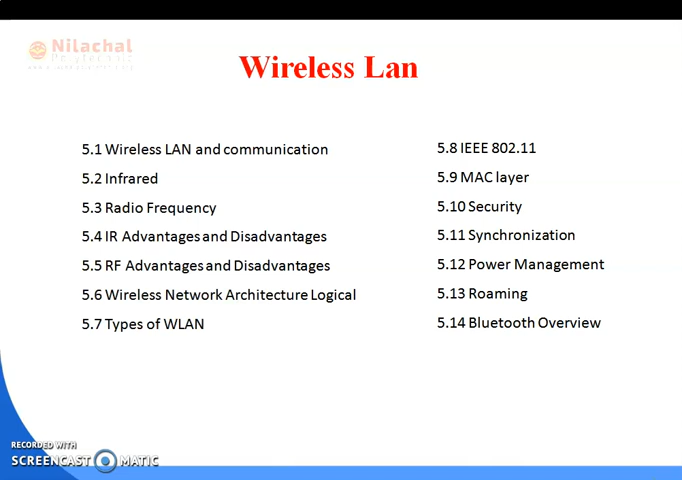 Nilachal
Polytechnic
Wireless Lan
5.1 Wireless LAN and communication
5.2 Infrared
5.3 Radio Frequency
5.4 IR Advantages and Disadvantages
5.5 RF Advantages and Disadvantages
5.6 Wireless Network Architecture Logical
5.7 Types of WLAN
5.8 IEEE 802.11
5.9 MAC layer
5.10 Security
5.11 Synchronization
5.12 Power Management
5.13 Roaming
5.14 Bluetooth Overview
RECORDED WITH
SCREENCAST MATIC